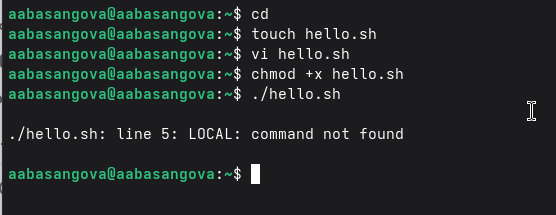 aabasangova@aabasangova:~$ cd
aabasangova@aabasangova:~$ touch hello.sh
aabasangova@aabasangova:~$ vi hello.sh
aabasangova@aabasangova:~$ chmod +x hello.sh
aabasangova@aabasangova:~$ ./hello.sh
./hello.sh: line 5: LOCAL: command not found
aabasangova@aabasangova:~$